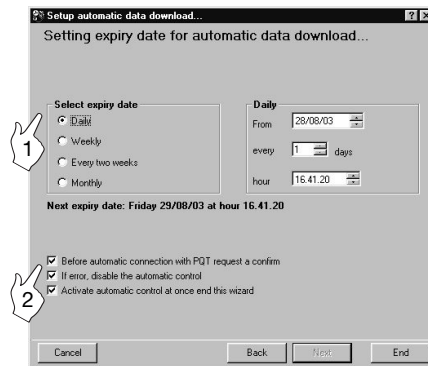 Setup automatic data download...
Setting expiry date for automatic data download...
Select expiry date
Daily
Weekly
Every two weeks
Monthly
Daily
From 28/08/03
every 1 days
hour 16.41.20
Next expiry date: Friday 29/08/03 at hour 16.41.20
1
Before automatic connection with PQT request a confirm
If error, disable the automatic control
Activate automatic control at once end this wizard
2
Cancel Back Next End